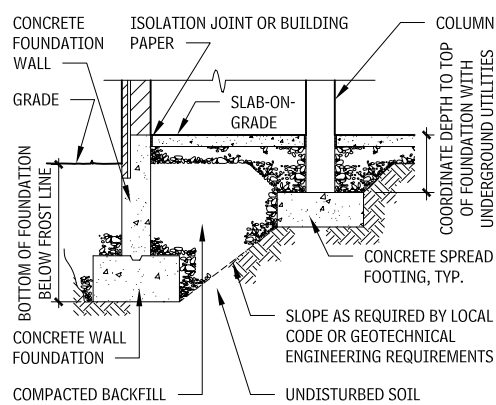 CONCRETE
FOUNDATION
WALL
ISOLATION JOINT OR BUILDING
PAPER
COLUMN
GRADE
SLAB-ON-
GRADE
COORDINATE DEPTH TO TOP
OF FOUNDATION WITH
UNDERGROUND UTILITIES
BOTTOM OF FOUNDATION
BELOW FROST LINE
CONCRETE SPREAD
FOOTING, TYP.
SLOPE AS REQUIRED BY LOCAL
CODE OR GEOTECHNICAL
ENGINEERING REQUIREMENTS
CONCRETE WALL
FOUNDATION
COMPACTED BACKFILL
UNDISTURBED SOIL